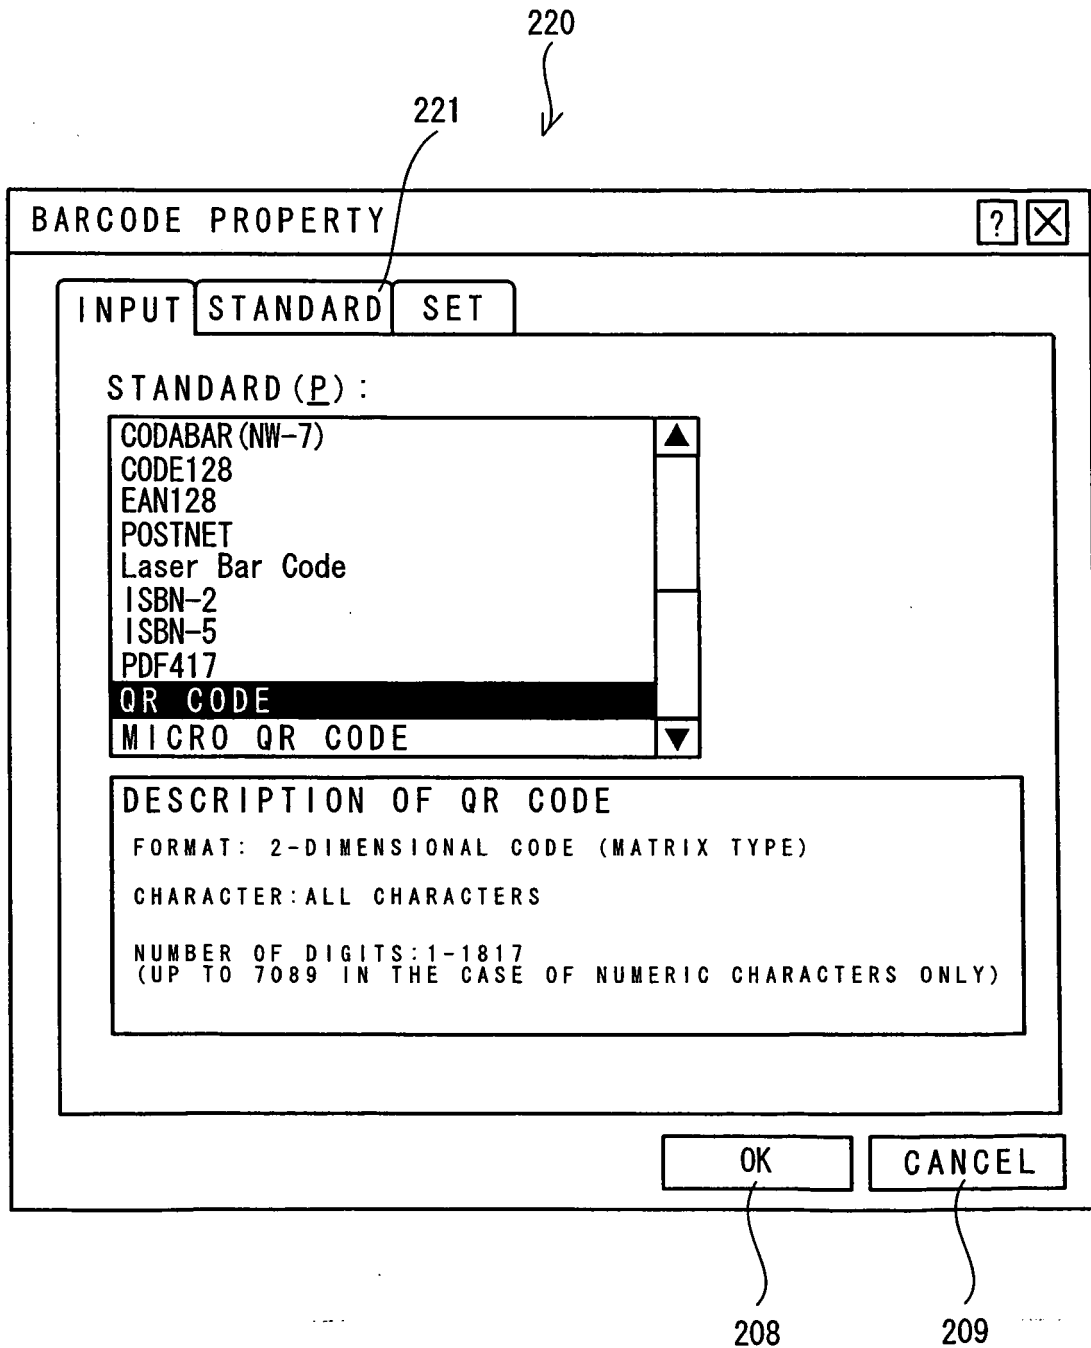 220
221
BARCODE PROPERTY ?
INPUT STANDARD SET
STANDARD(P):
CODABAR(NW-7)
CODE128
EAN128
POSTNET
Laser Bar Code
ISBN-2
ISBN-5
PDF417
QR CODE
MICRO QR CODE
DESCRIPTION OF QR CODE
FORMAT: 2-DIMENSIONAL CODE (MATRIX TYPE)
CHARACTER:ALL CHARACTERS
NUMBER OF DIGITS:1-1817
(UP TO 7089 IN THE CASE OF NUMERIC CHARACTERS ONLY)
OK CANCEL
208 209